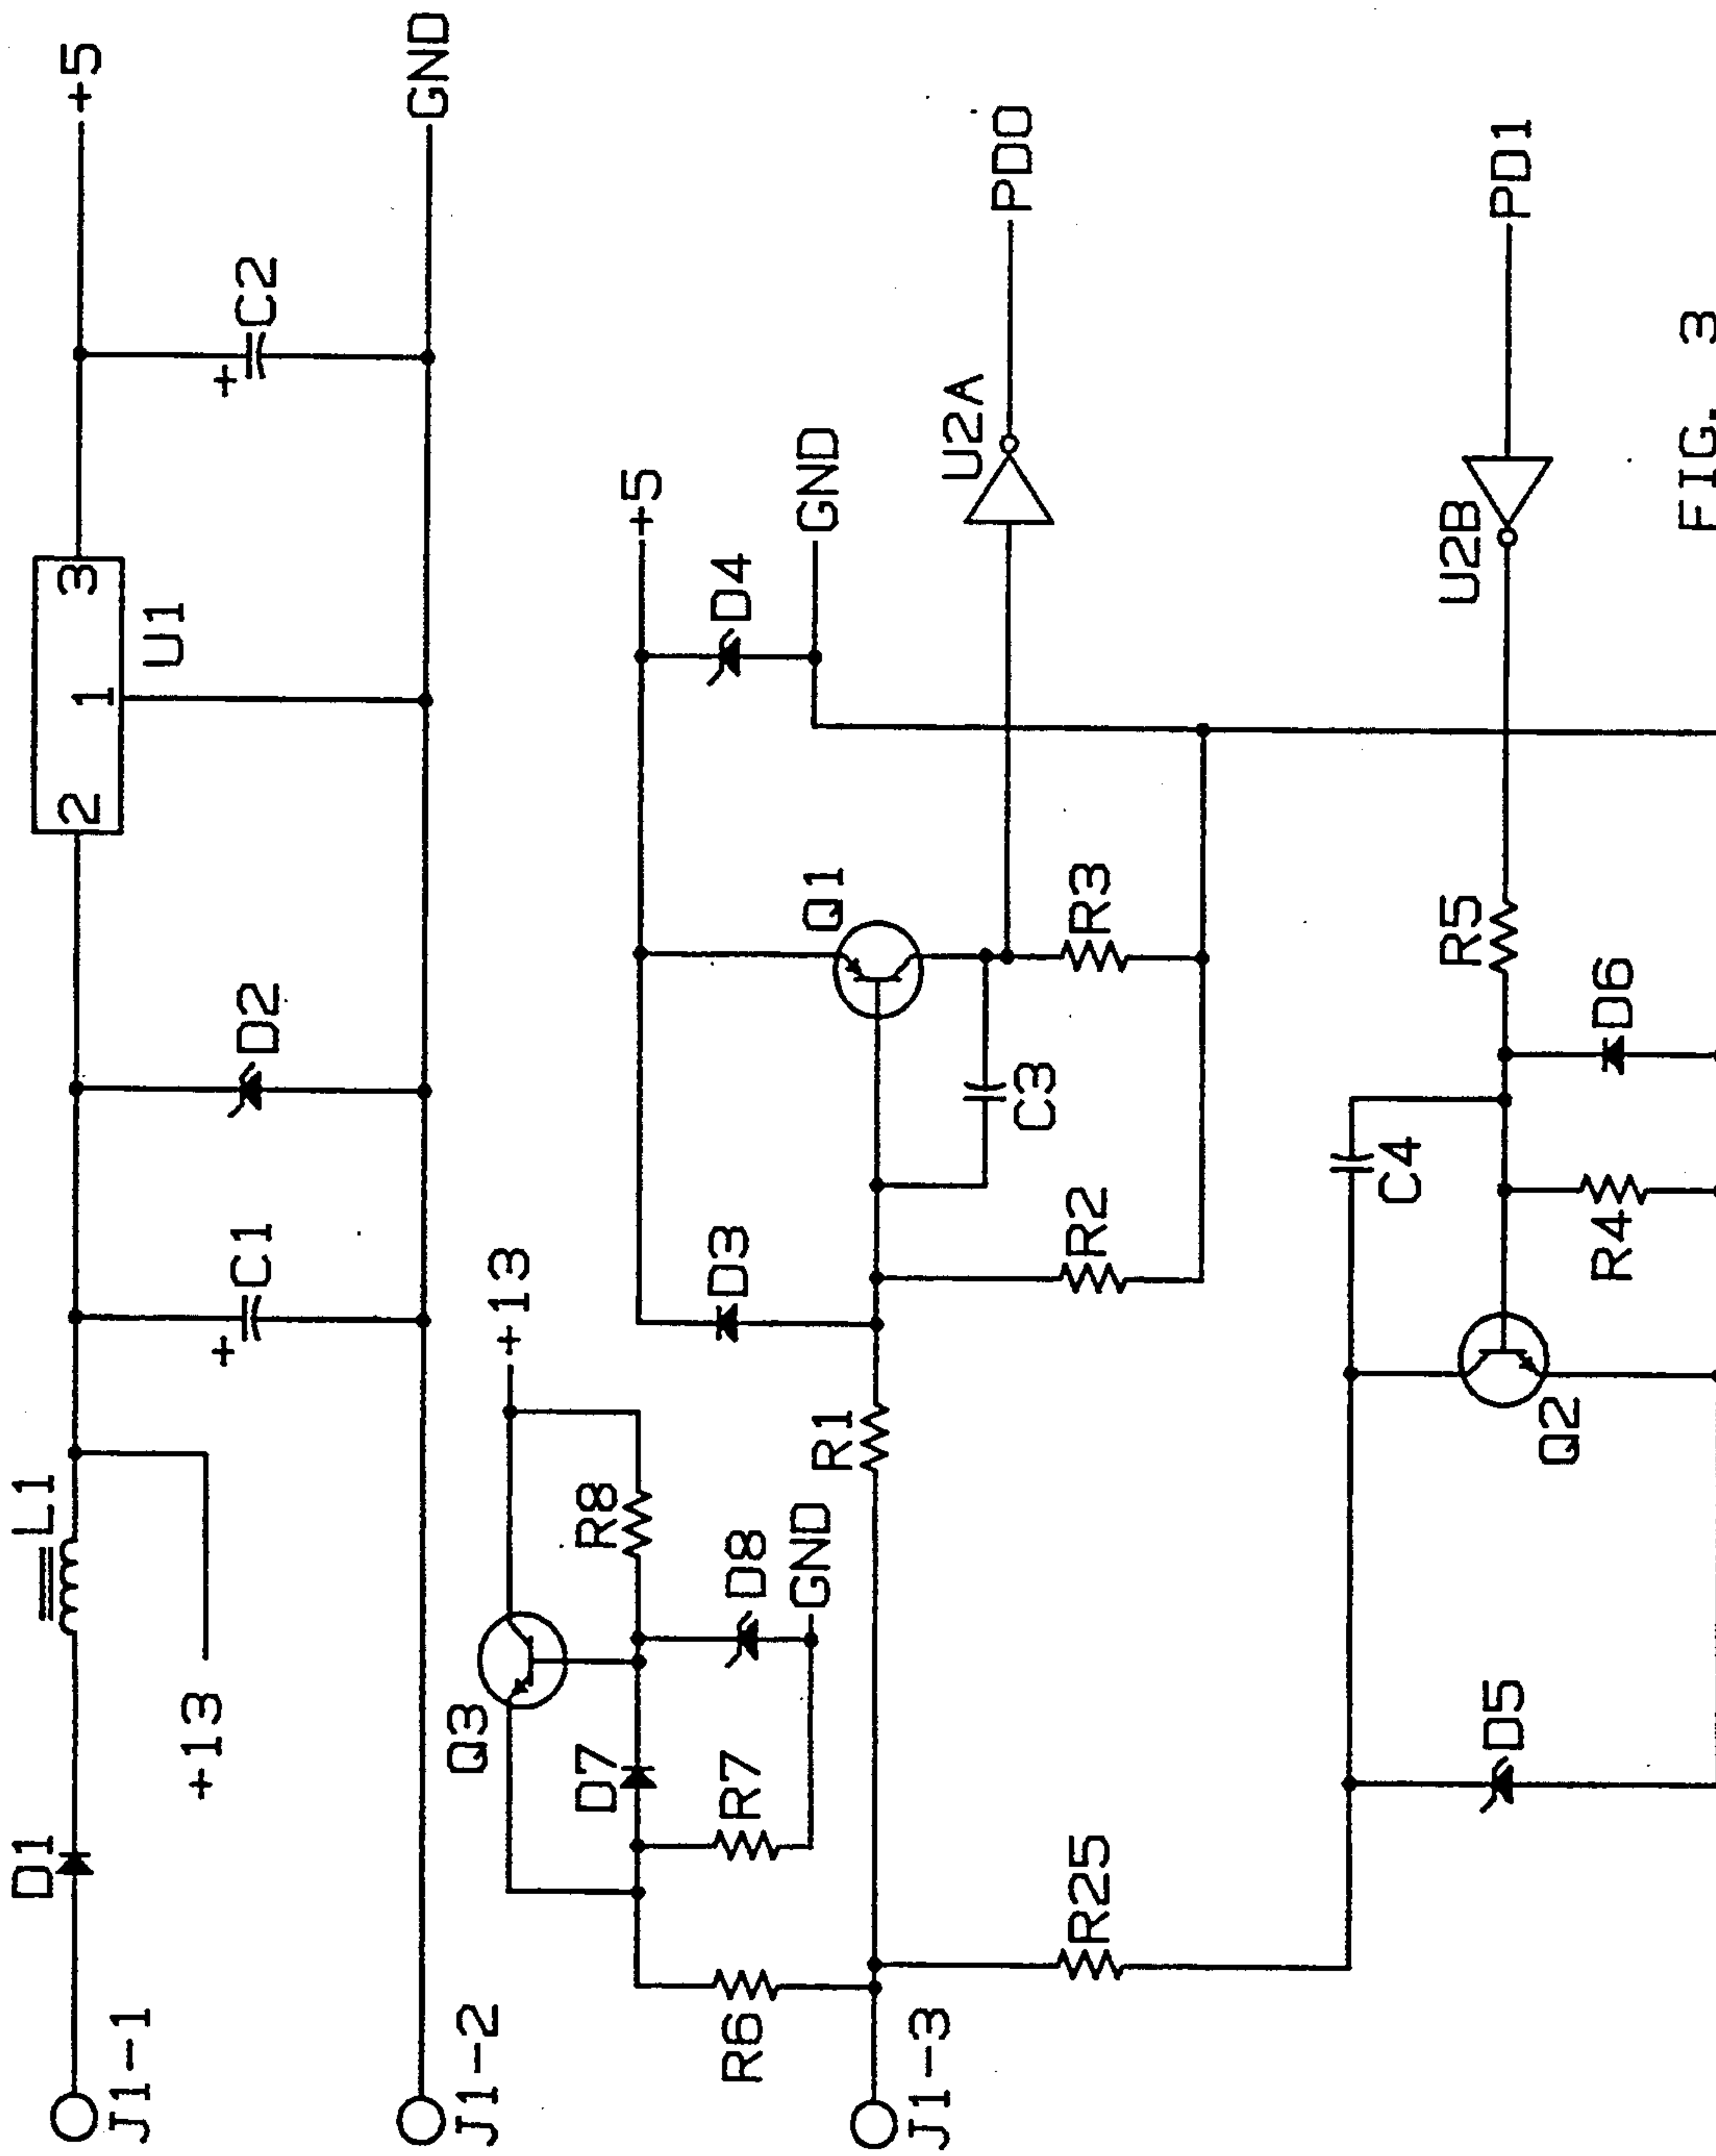 J1-1
D1
L1
+13
C1
+
D2
2
1
3
U1
C2
+
+5
J1-2
GND
Q3
+13
D7
R8
R7
D8
GND
R6
J1-3
R1
D3
R2
C3
Q1
R3
+5
D4
GND
U2A
PD0
R25
D5
Q2
C4
R4
D6
R5
U2B
PD1
FIG. 3